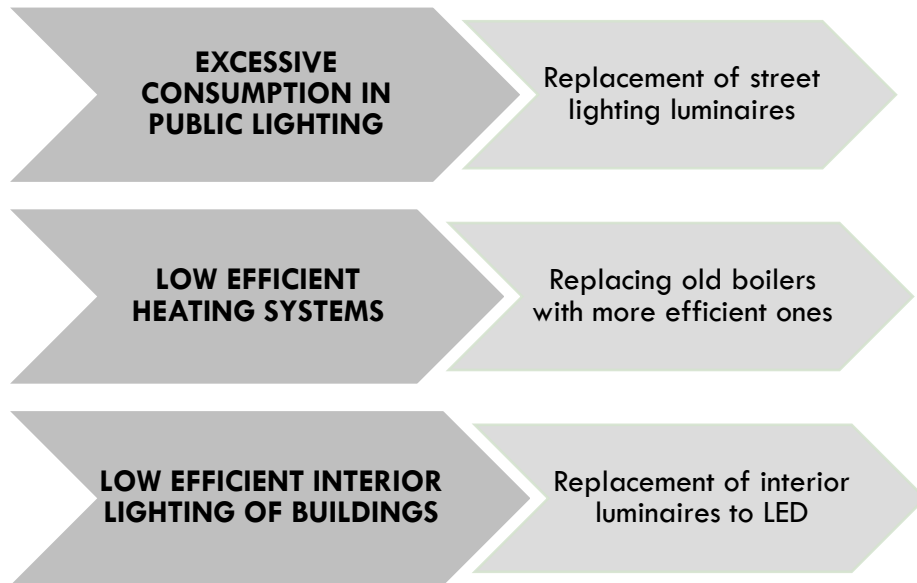 EXCESSIVE
CONSUMPTION IN
PUBLIC LIGHTING
Replacement of street
lighting luminaires
LOW EFFICIENT
HEATING SYSTEMS
Replacing old boilers
with more efficient ones
LOW EFFICIENT INTERIOR
LIGHTING OF BUILDINGS
Replacement of interior
luminaires to LED